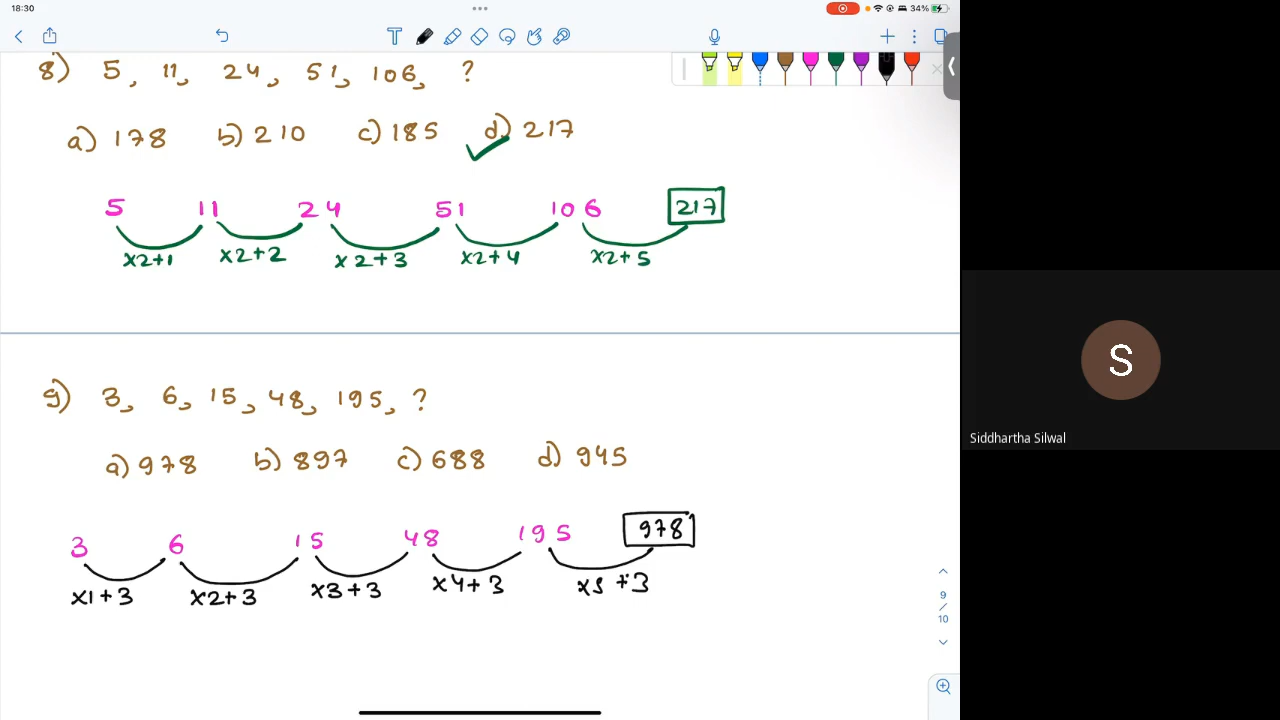 18:30
34%
T
8) 5, 11, 24, 51, 106, ?
a) 178 b) 210 c) 185 d) 217
5 11 24 51 106 217
x2+1 x2+2 x2+3 x2+4 x2+5
9) 3, 6, 15, 48, 195, ?
a) 978 b) 897 c) 688 d) 945
3 6 15 48 195 978
x1+3 x2+3 x3+3 x4+3 x5+3
9
/
10
S
Siddhartha Silwal